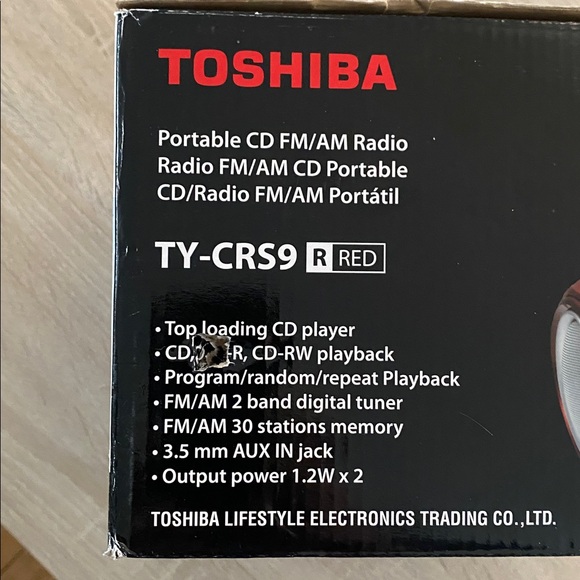 TOSHIBA
Portable CD FM/AM Radio
Radio FM/AM CD Portable
CD/Radio FM/AM Portátil
TY-CRS9 R RED
• Top loading CD player
• CD, -R, CD-RW playback
• Program/random/repeat Playback
• FM/AM 2 band digital tuner
• FM/AM 30 stations memory
• 3.5 mm AUX IN jack
• Output power 1.2W x 2
TOSHIBA LIFESTYLE ELECTRONICS TRADING CO.,LTD.